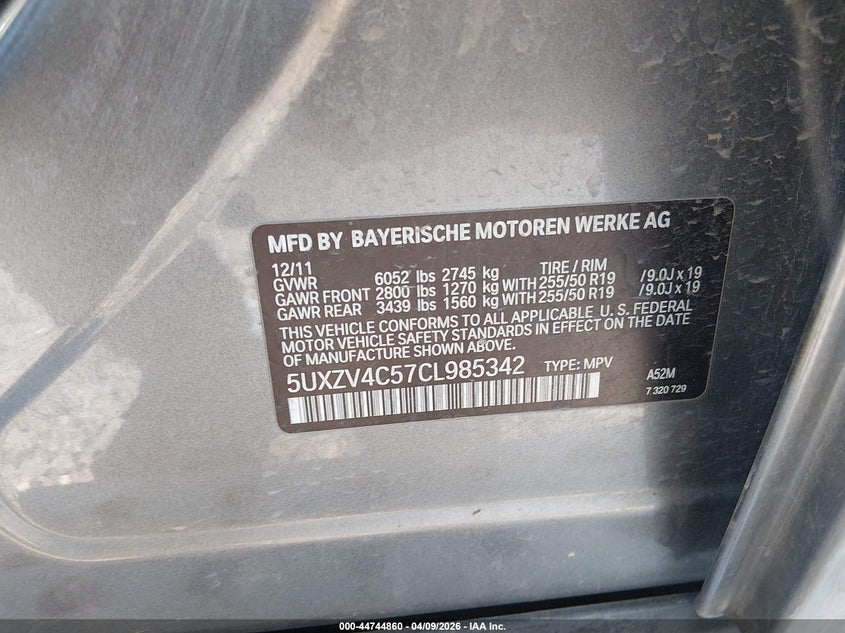 MFD BY BAYERISCHE MOTOREN WERKE AG
12/11 TIRE / RIM
GVWR 6052 lbs 2745 kg
GAWR FRONT 2800 lbs 1270 kg WITH 255/50 R19 /9.0J x 19
GAWR REAR 3439 lbs 1560 kg WITH 255/50 R19 /9.0J x 19
THIS VEHICLE CONFORMS TO ALL APPLICABLE U. S. FEDERAL
MOTOR VEHICLE SAFETY STANDARDS IN EFFECT ON THE DATE
OF MANUFACTURE SHOWN ABOVE.
5UXZV4C57CL985342 TYPE: MPV A52M
7 320 729
000-44744860 - 04/09/2026 - IAA Inc.